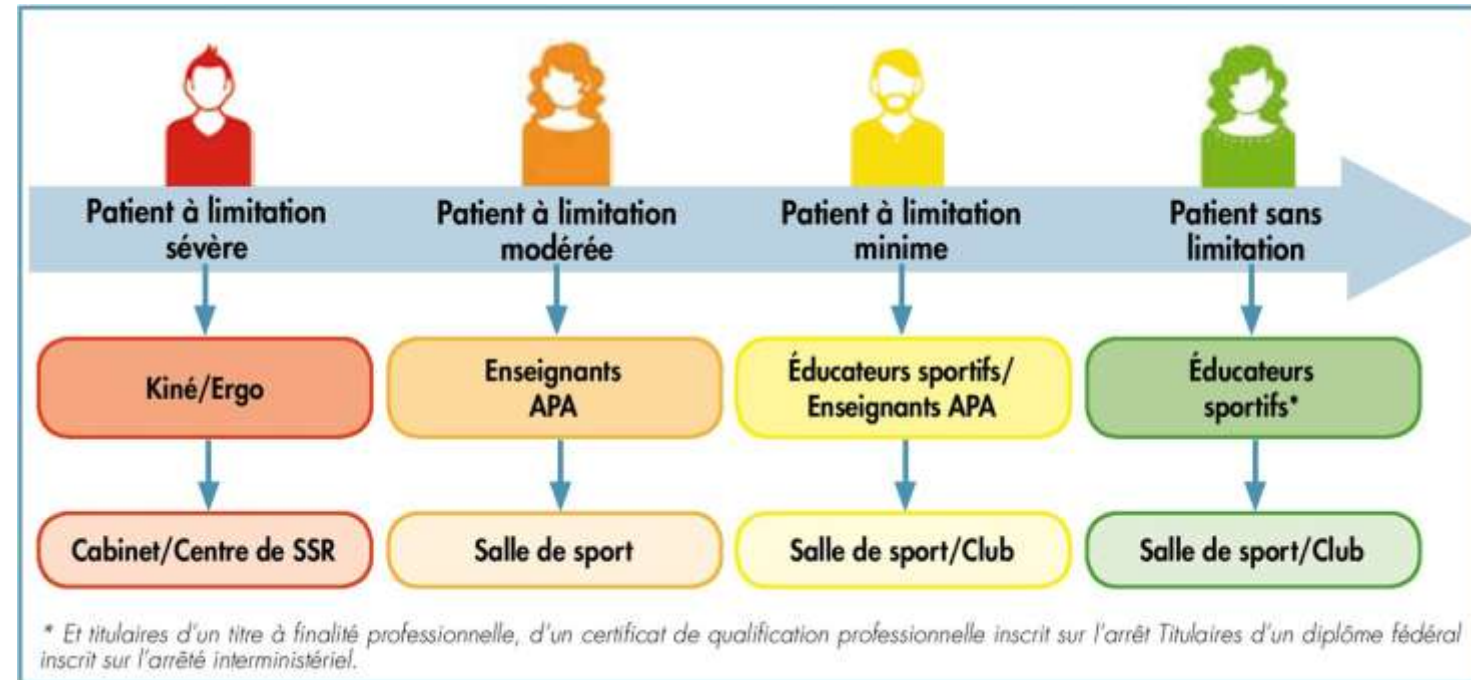 Patient à limitation
sévère
Patient à limitation
modérée
Patient à limitation
minime
Patient sans
limitation
Kiné/Ergo
Enseignants
APA
Éducateurs sportifs/
Enseignants APA
Éducateurs
sportifs*
Cabinet/Centre de SSR
Salle de sport
Salle de sport/Club
Salle de sport/Club
* Et titulaires d'un titre à finalité professionnelle, d'un certificat de qualification professionnelle inscrit sur l'arrêt Titulaires d'un diplôme fédéral
inscrit sur l'arrêté interministériel.